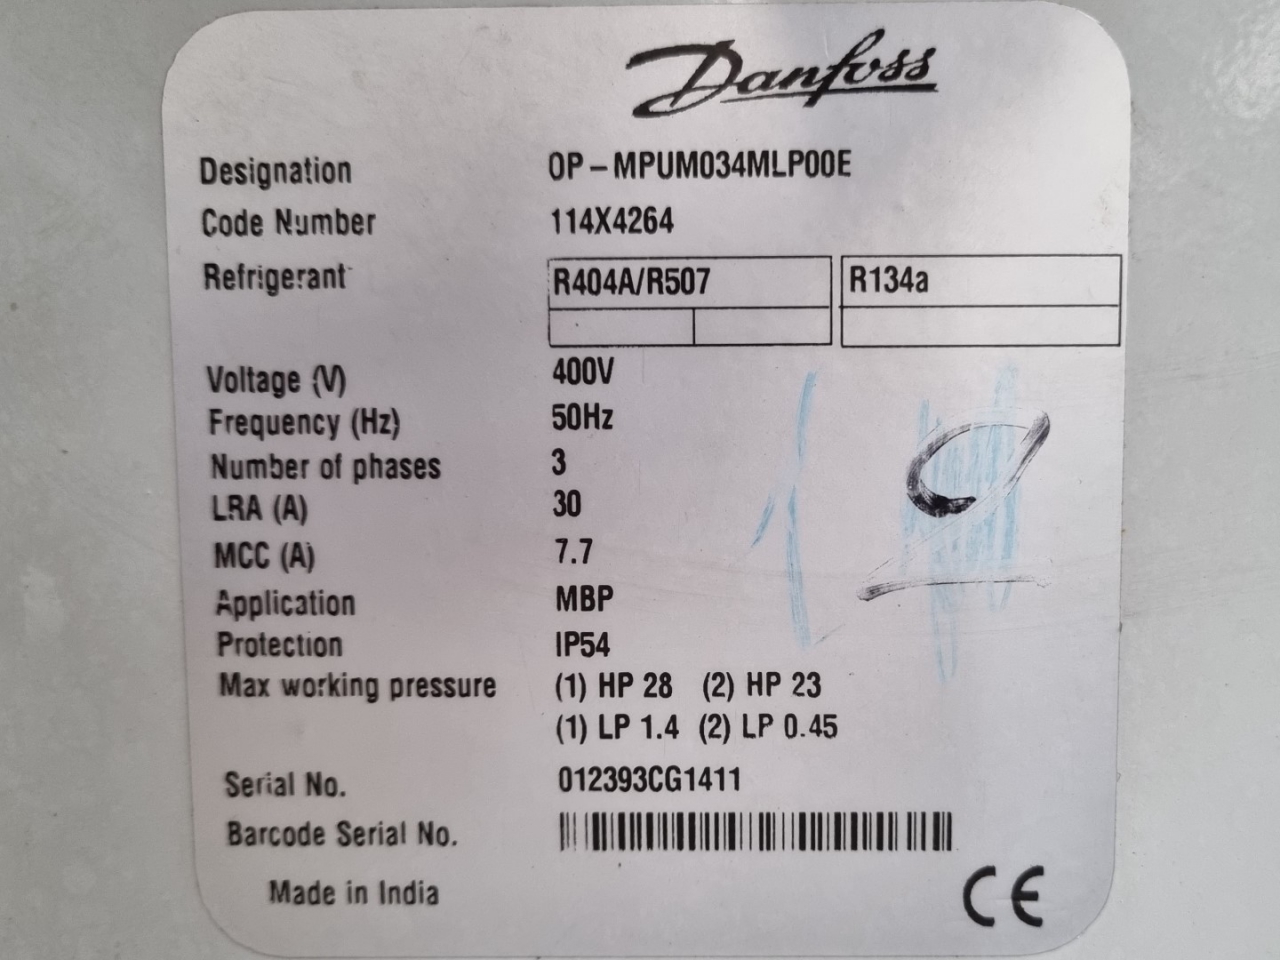 Danfoss
Designation OP-MPUM034MLP00E
Code Number 114X4264
Refrigerant R404A/R507 R134a
Voltage (V) 400V
Frequency (Hz) 50Hz
Number of phases 3
LRA (A) 30
MCC (A) 7.7
Application MBP
Protection IP54
Max working pressure (1) HP 28 (2) HP 23
(1) LP 1.4 (2) LP 0.45
Serial No. 012393CG1411
Barcode Serial No.
Made in India CE